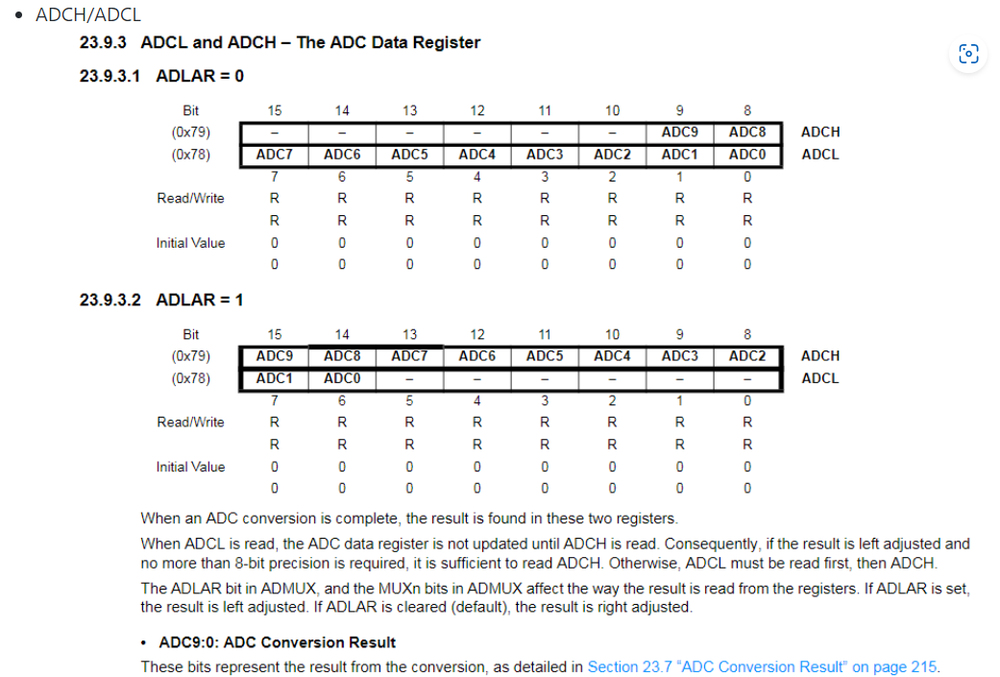 • ADCH/ADCL
23.9.3 ADCL and ADCH – The ADC Data Register
23.9.3.1 ADLAR = 0
Bit 15 14 13 12 11 10 9 8
(0x79) – – – – – – ADC9 ADC8 ADCH
(0x78) ADC7 ADC6 ADC5 ADC4 ADC3 ADC2 ADC1 ADC0 ADCL
7 6 5 4 3 2 1 0
Read/Write R R R R R R R R
R R R R R R R R
Initial Value 0 0 0 0 0 0 0 0
0 0 0 0 0 0 0 0
23.9.3.2 ADLAR = 1
Bit 15 14 13 12 11 10 9 8
(0x79) ADC9 ADC8 ADC7 ADC6 ADC5 ADC4 ADC3 ADC2 ADCH
(0x78) ADC1 ADC0 – – – – – – ADCL
7 6 5 4 3 2 1 0
Read/Write R R R R R R R R
R R R R R R R R
Initial Value 0 0 0 0 0 0 0 0
0 0 0 0 0 0 0 0
When an ADC conversion is complete, the result is found in these two registers.
When ADCL is read, the ADC data register is not updated until ADCH is read. Consequently, if the result is left adjusted and
no more than 8-bit precision is required, it is sufficient to read ADCH. Otherwise, ADCL must be read first, then ADCH.
The ADLAR bit in ADMUX, and the MUXn bits in ADMUX affect the way the result is read from the registers. If ADLAR is set,
the result is left adjusted. If ADLAR is cleared (default), the result is right adjusted.
• ADC9:0: ADC Conversion Result
These bits represent the result from the conversion, as detailed in Section 23.7 “ADC Conversion Result” on page 215.